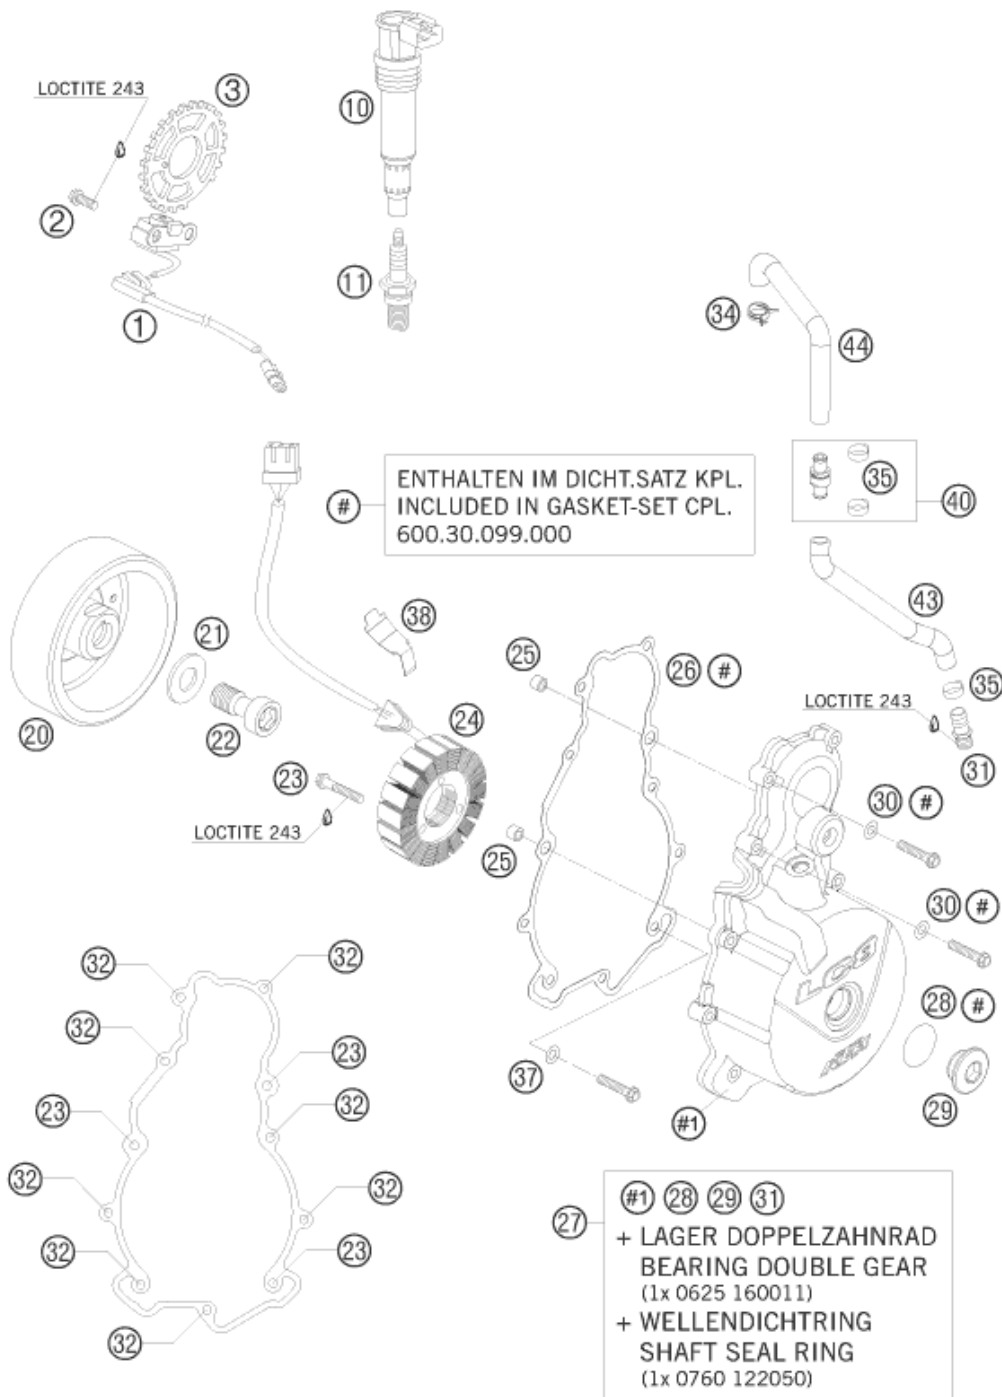 LOCTITE 243
3
2
1
10
11
34
44
35
40
#
ENTHALTEN IM DICHT.SATZ KPL.
INCLUDED IN GASKET-SET CPL.
600.30.099.000
43
38
21
20
22
25
26 #
24
35
LOCTITE 243
31
23
LOCTITE 243
25
30 #
30 #
LC8
KTM
28 #
29
37
#1
32
32
32
23
32
23
32
32
32
23
32
27
#1 28 29 31
+ LAGER DOPPELZAHNRAD
BEARING DOUBLE GEAR
(1x 0625 160011)
+ WELLENDICHTRING
SHAFT SEAL RING
(1x 0760 122050)